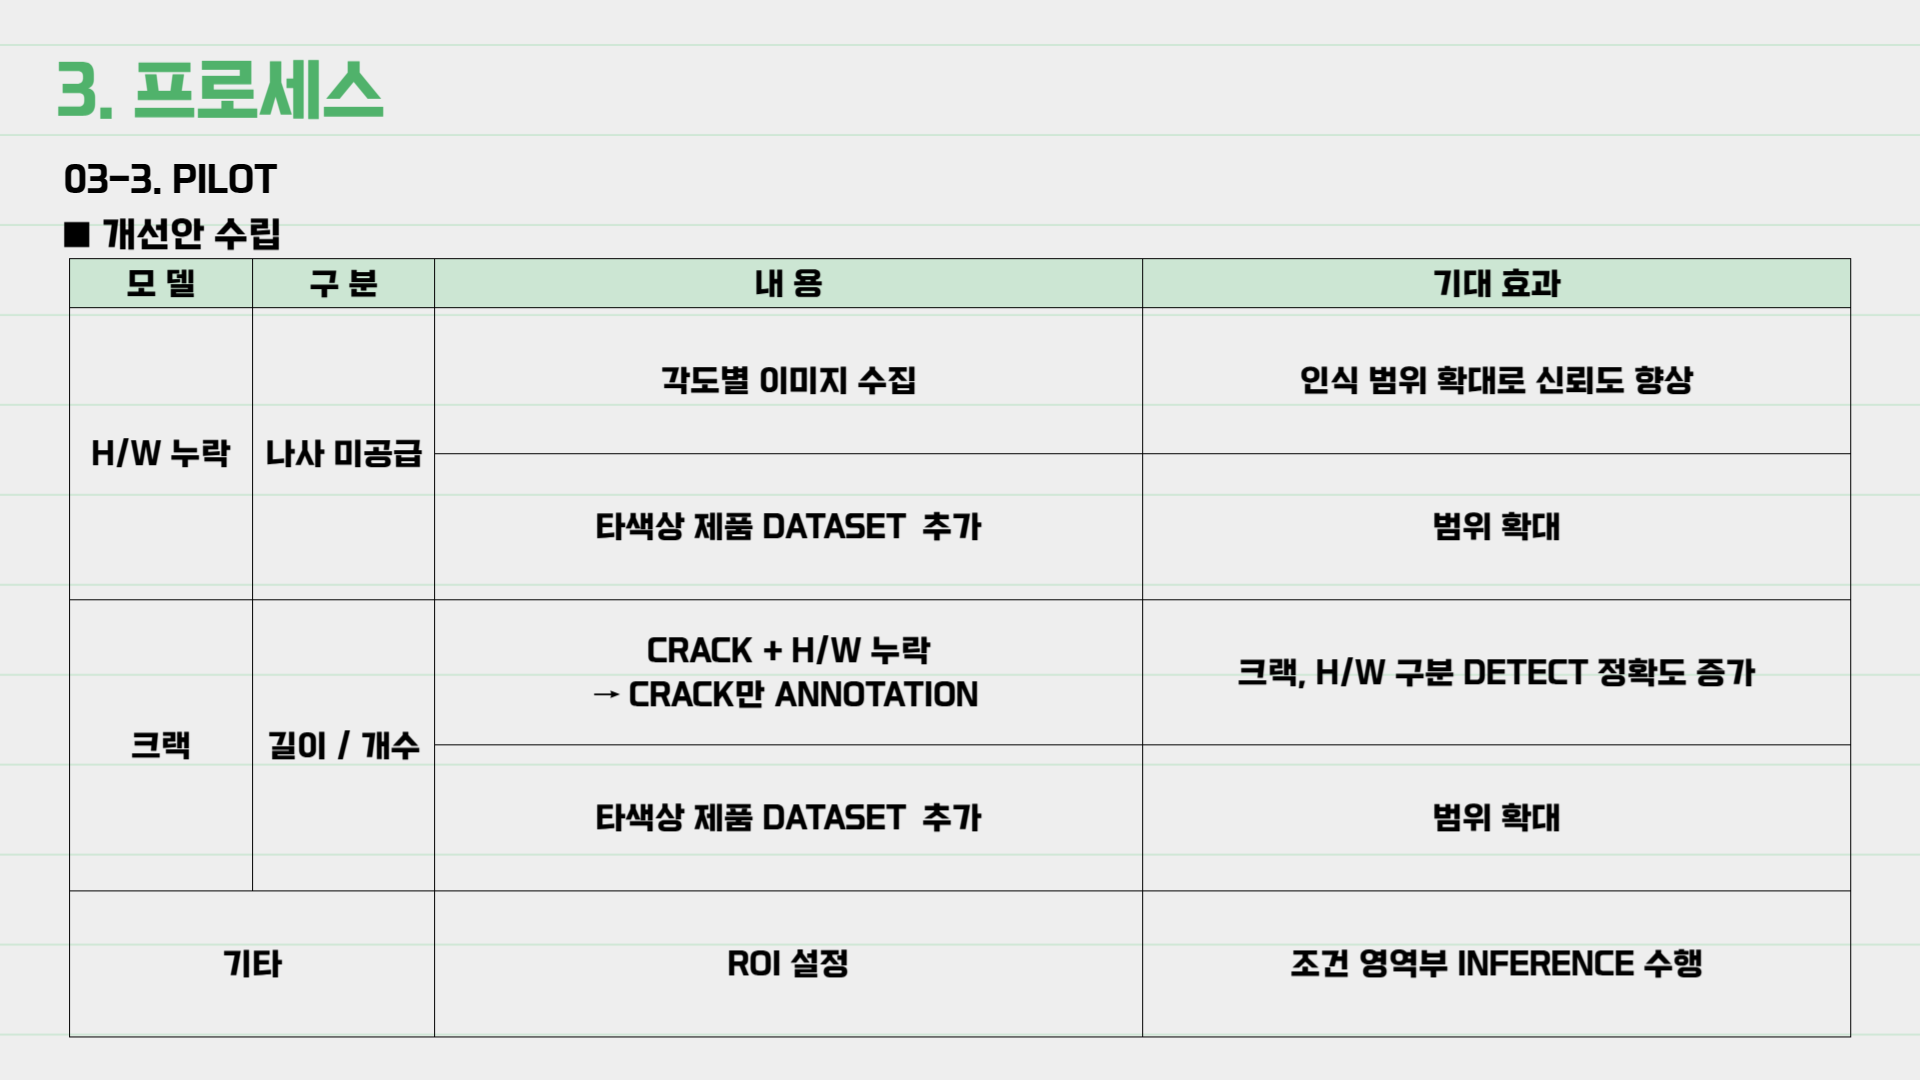 3. 프로세스
03-3. PILOT
■ 개선안 수립
모 델
구 분
내 용
기대 효과
H/W 누락
나사 미공급
각도별 이미지 수집
인식 범위 확대로 신뢰도 향상
타색상 제품 DATASET  추가
범위 확대
크랙
길이 / 개수
CRACK + H/W 누락
→ CRACK만 ANNOTATION
크랙, H/W 구분 DETECT 정확도 증가
타색상 제품 DATASET  추가
범위 확대
기타
ROI 설정
조건 영역부 INFERENCE 수행